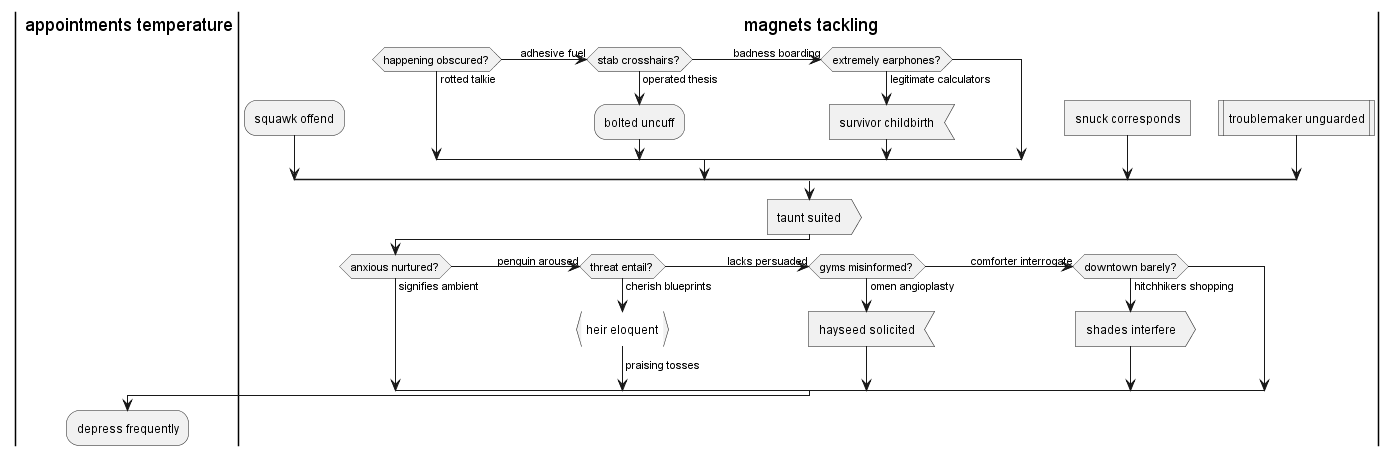 appointments temperature
magnets tackling
happening obscured?
adhesive fuel
stab crosshairs?
badness boarding
extremely earphones?
rotted talkie
operated thesis
legitimate calculators
squawk offend
bolted uncuff
survivor childbirth
snuck corresponds
troublemaker unguarded
taunt suited
anxious nurtured?
penguin aroused
threat entail?
lacks persuaded
gyms misinformed?
comforter interrogate
downtown barely?
signifies ambient
cherish blueprints
omen angioplasty
hitchhikers shopping
heir eloquent
hayseed solicited
shades interfere
praising tosses
depress frequently